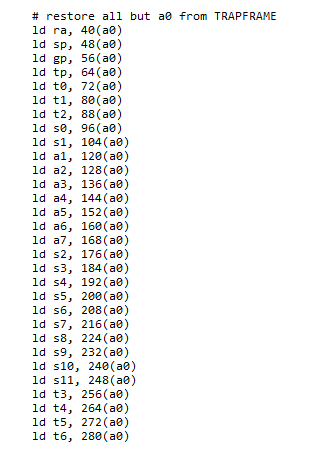 # restore all but a0 from TRAPFRAME
ld ra, 40(a0)
ld sp, 48(a0)
ld gp, 56(a0)
ld tp, 64(a0)
ld t0, 72(a0)
ld t1, 80(a0)
ld t2, 88(a0)
ld s0, 96(a0)
ld s1, 104(a0)
ld a1, 120(a0)
ld a2, 128(a0)
ld a3, 136(a0)
ld a4, 144(a0)
ld a5, 152(a0)
ld a6, 160(a0)
ld a7, 168(a0)
ld s2, 176(a0)
ld s3, 184(a0)
ld s4, 192(a0)
ld s5, 200(a0)
ld s6, 208(a0)
ld s7, 216(a0)
ld s8, 224(a0)
ld s9, 232(a0)
ld s10, 240(a0)
ld s11, 248(a0)
ld t3, 256(a0)
ld t4, 264(a0)
ld t5, 272(a0)
ld t6, 280(a0)